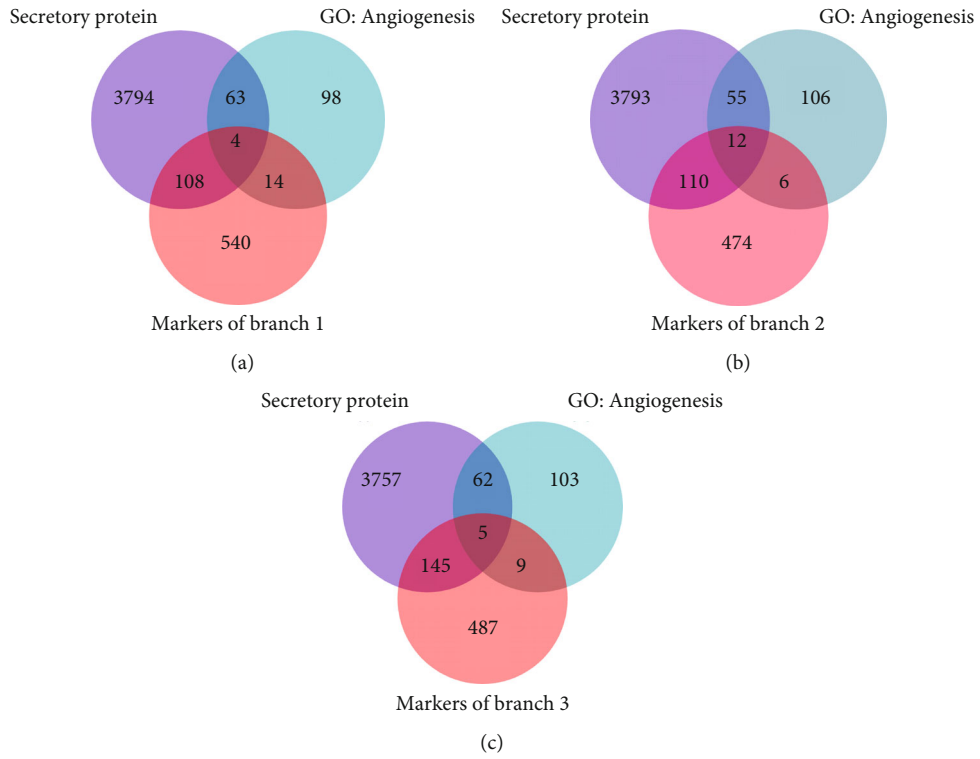 Secretory protein
GO: Angiogenesis
3794
63
98
4
108
14
540
Markers of branch 1
(a)
Secretory protein
GO: Angiogenesis
3793
55
106
12
110
6
474
Markers of branch 2
(b)
Secretory protein
GO: Angiogenesis
3757
62
103
5
145
9
487
Markers of branch 3
(c)